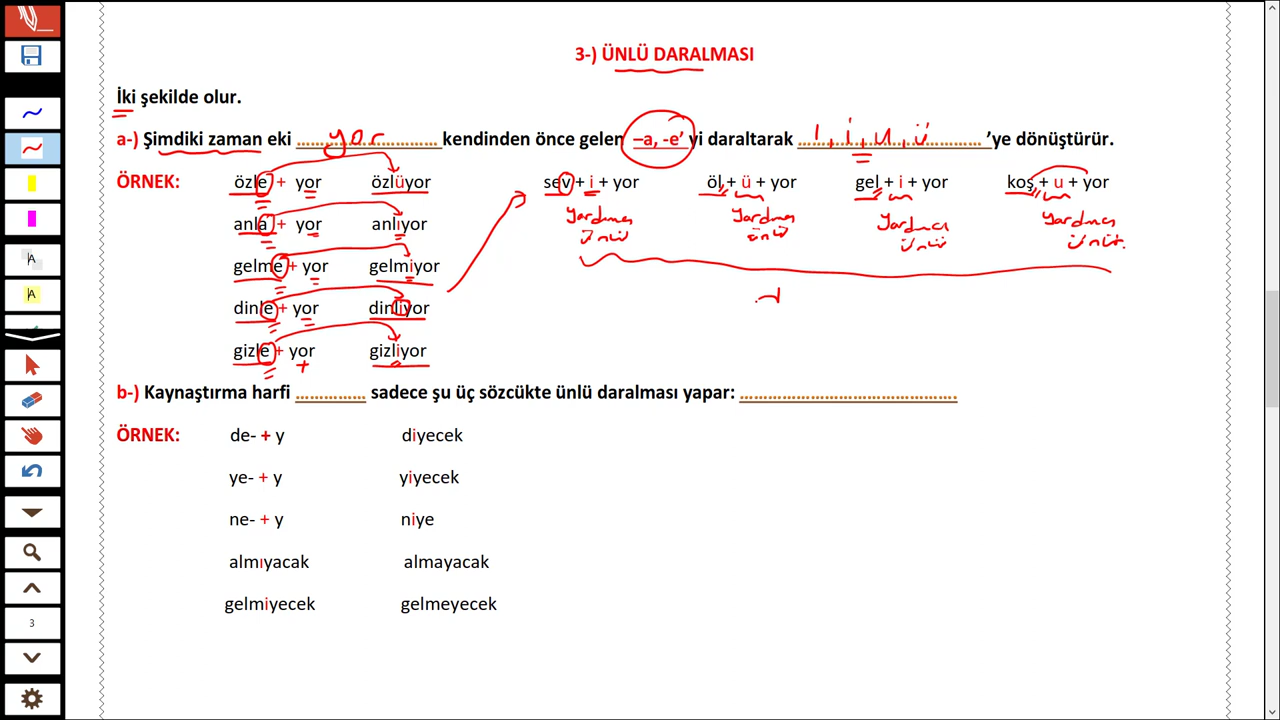 3-) ÜNLÜ DARALMASI
İki şekilde olur.
a-) Şimdiki zaman eki ......yor...... kendinden önce gelen –a, -e’ yi daraltarak ...ı, i, u, ü... ’ye dönüştürür.
ÖRNEK: özle + yor özlüyor sev + i + yor öl + ü + yor gel + i + yor koş + u + yor
yardımcı ünlü yardımcı ünlü yardımcı ünlü yardımcı ünlü
anla + yor anlıyor
gelme + yor gelmiyor
dinle + yor dinliyor
gizle + yor gizliyor
b-) Kaynaştırma harfi …………… sadece şu üç sözcükte ünlü daralması yapar: ……………………………………………
ÖRNEK: de- + y diyecek
ye- + y yiyecek
ne- + y niye
almıyacak almayacak
gelmiyecek gelmeyecek
A
A
3